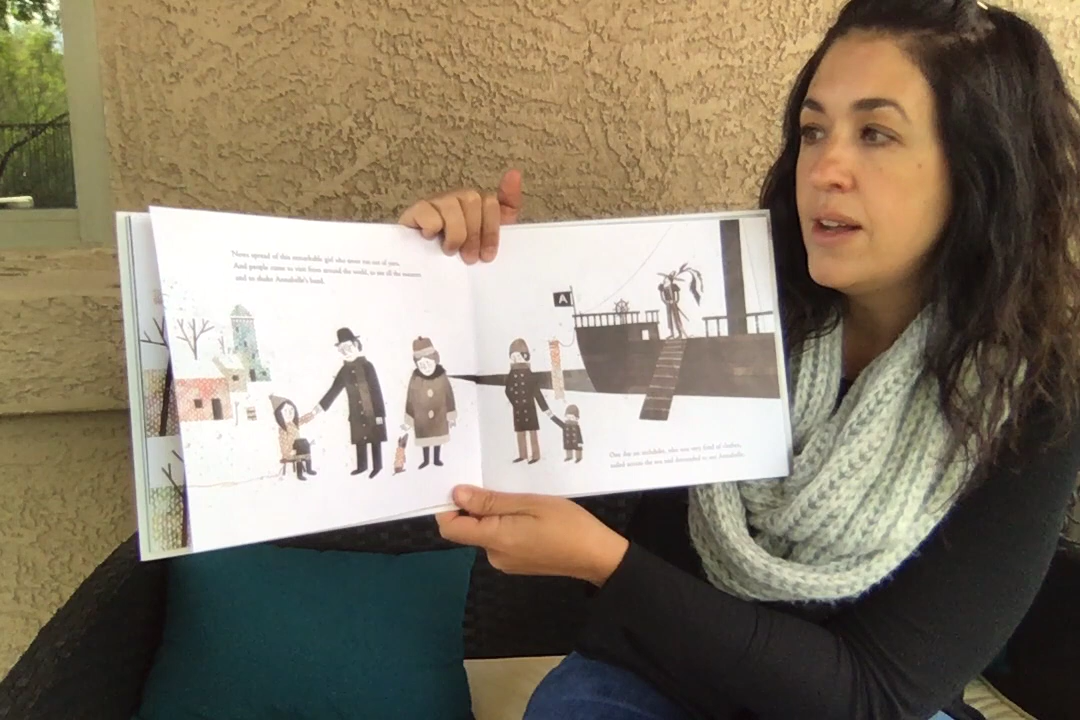 News spread of this remarkable girl who never ran out of yarn.
And people came to visit from around the world, to see all the sweaters
and to shake Annabelle's hand.
A
One day an archduke, who was very fond of clothes,
sailed across the sea and demanded to see Annabelle.